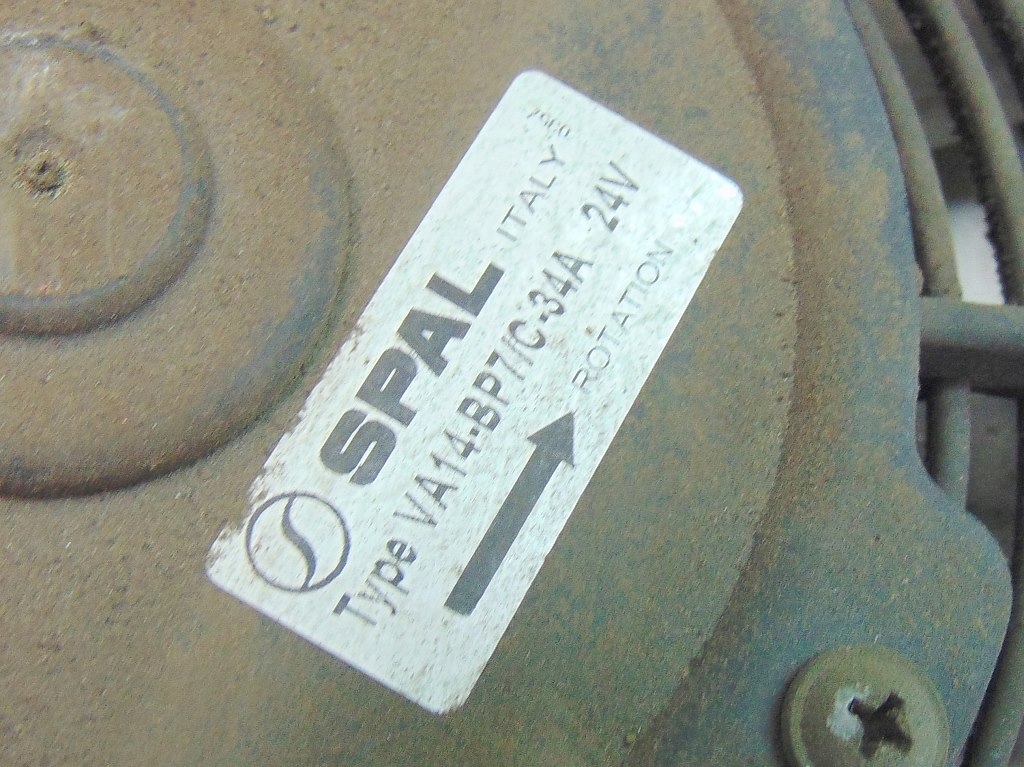 SPAL ITALY
Type VA14-BP7/C-34A 24V
ROTATION